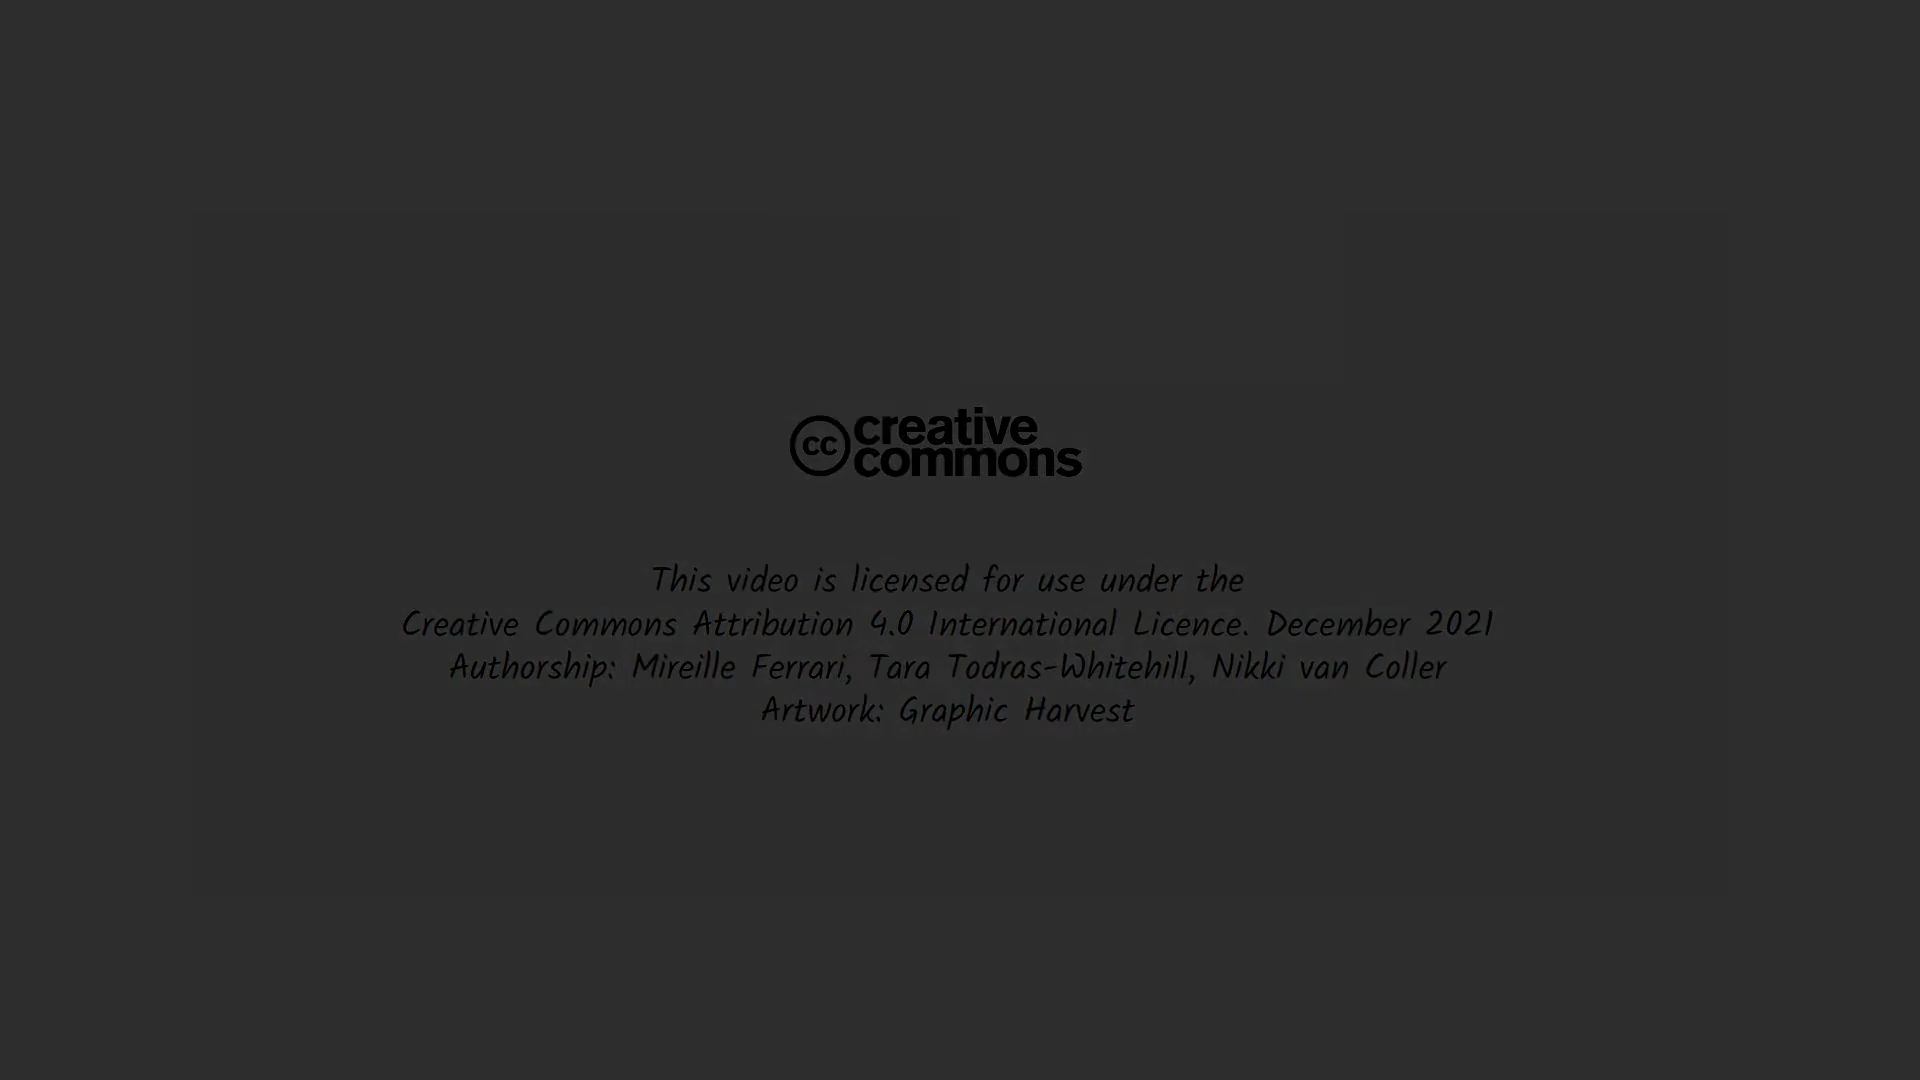 cc creative
commons
This video is licensed for use under the
Creative Commons Attribution 4.0 International Licence. December 2021
Authorship: Mireille Ferrari, Tara Todras-Whitehill, Nikki van Coller
Artwork: Graphic Harvest